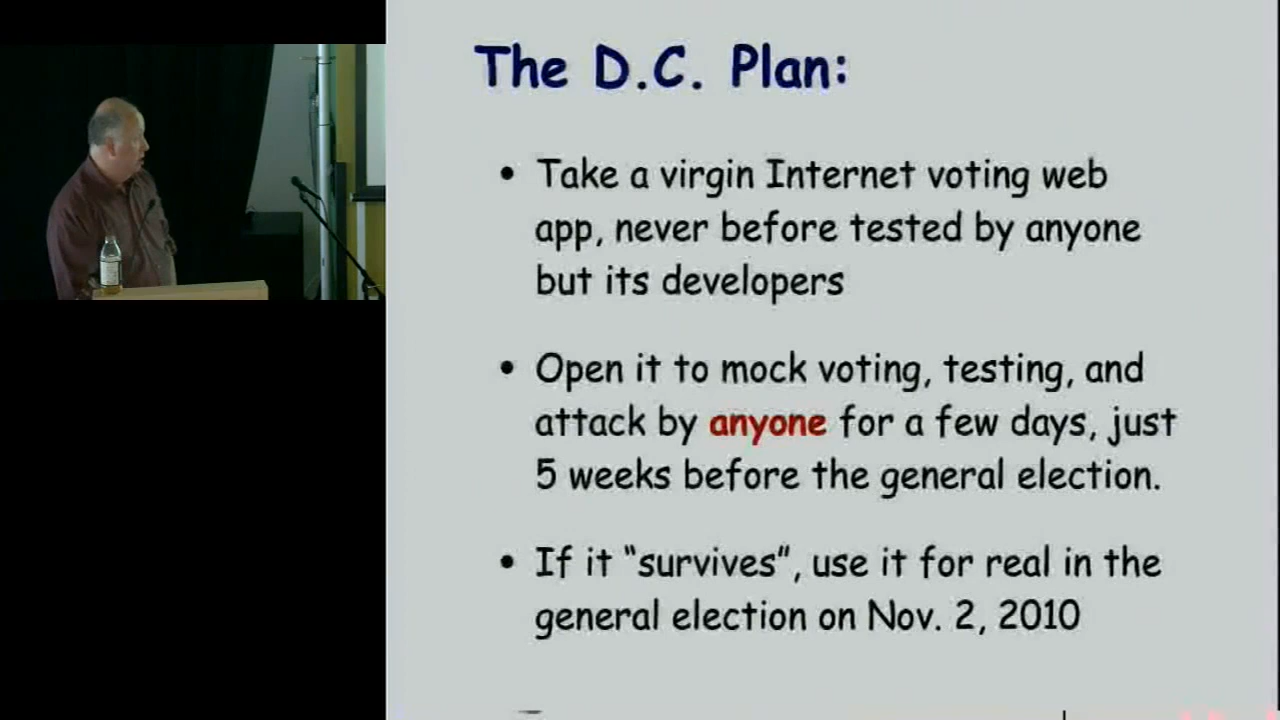 The D.C. Plan:
• Take a virgin Internet voting web
app, never before tested by anyone
but its developers
• Open it to mock voting, testing, and
attack by anyone for a few days, just
5 weeks before the general election.
• If it “survives”, use it for real in the
general election on Nov. 2, 2010